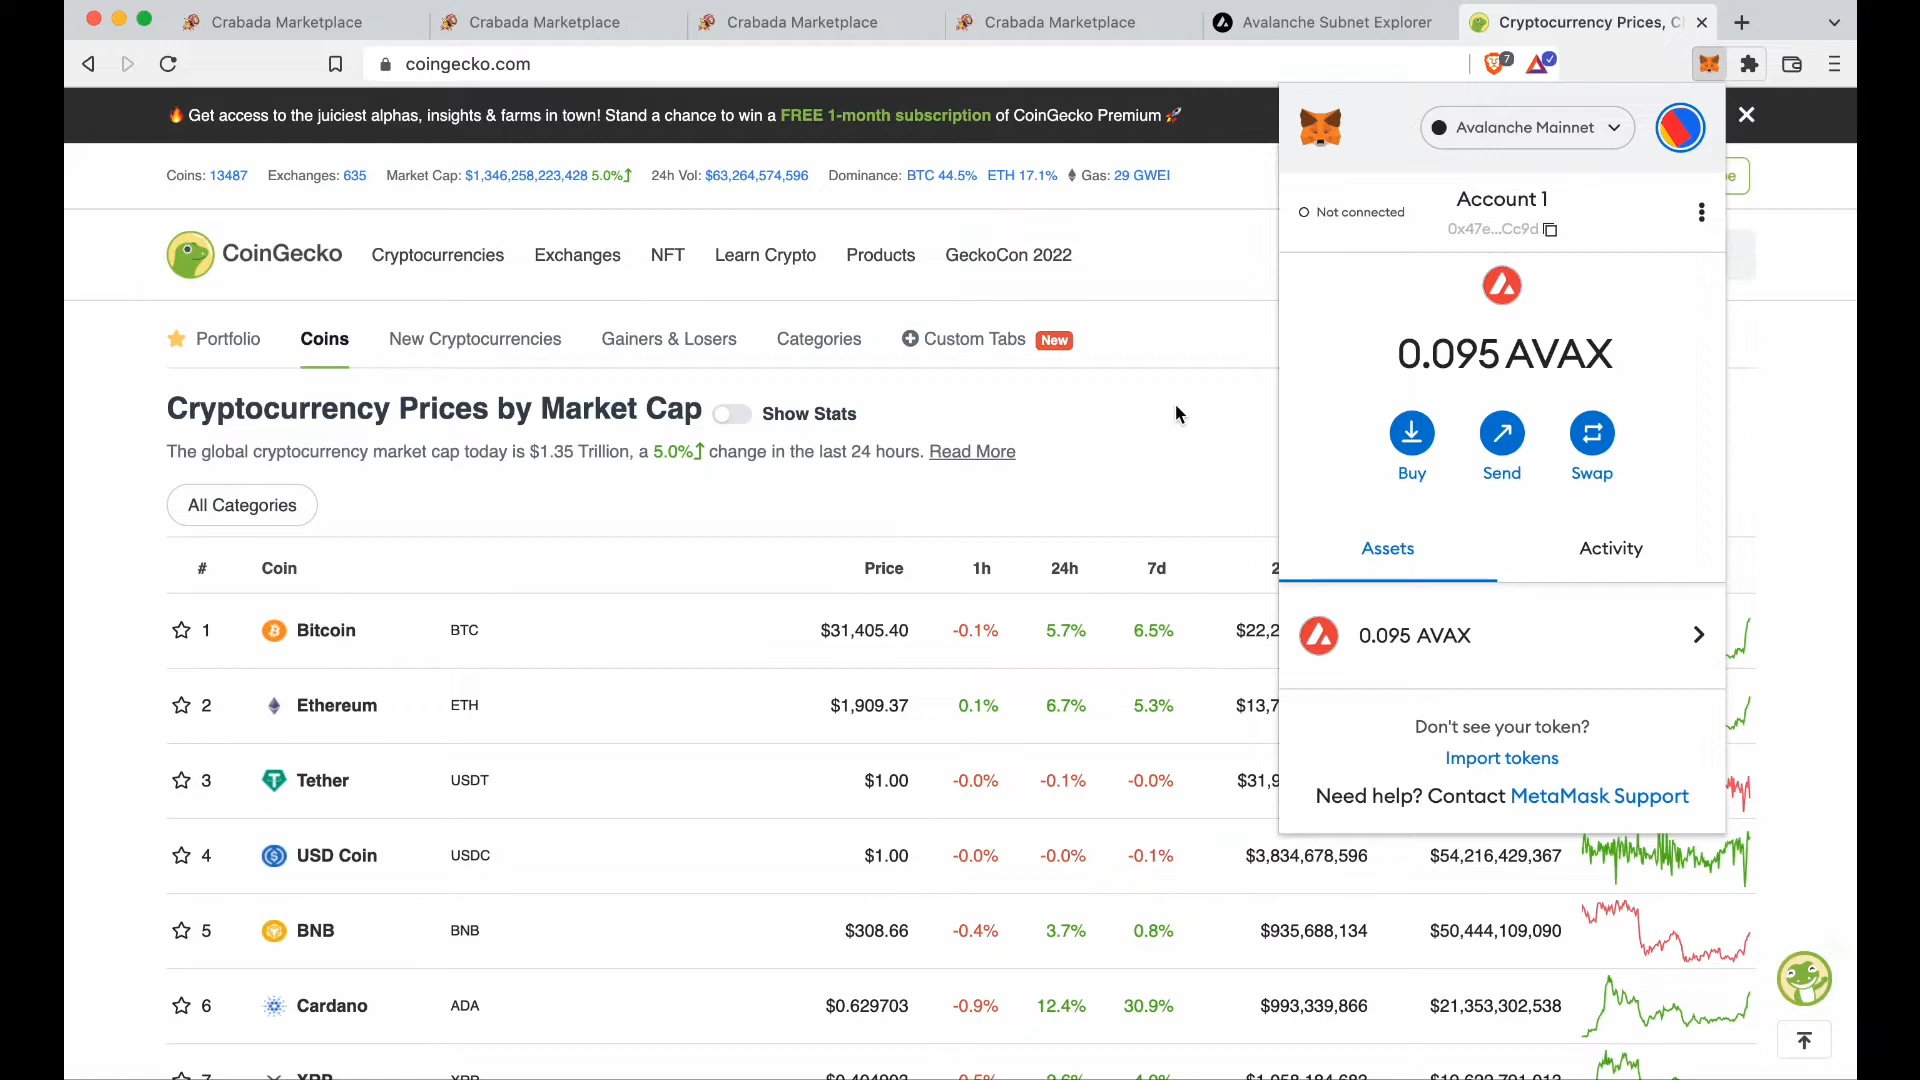 Crabada Marketplace
Crabada Marketplace
Crabada Marketplace
Crabada Marketplace
Avalanche Subnet Explorer
Cryptocurrency Prices, C
coingecko.com
7
🔥 Get access to the juiciest alphas, insights & farms in town! Stand a chance to win a FREE 1-month subscription of CoinGecko Premium 🚀
Coins: 13487 Exchanges: 635 Market Cap: $1,346,258,223,428 5.0% 24h Vol: $63,264,574,596 Dominance: BTC 44.5% ETH 17.1% Gas: 29 GWEI
CoinGecko Cryptocurrencies Exchanges NFT Learn Crypto Products GeckoCon 2022
Portfolio Coins New Cryptocurrencies Gainers & Losers Categories Custom Tabs New
Cryptocurrency Prices by Market Cap Show Stats
The global cryptocurrency market cap today is $1.35 Trillion, a 5.0% change in the last 24 hours. Read More
All Categories
# Coin Price 1h 24h 7d 2
1 Bitcoin BTC $31,405.40 -0.1% 5.7% 6.5% $22,2
2 Ethereum ETH $1,909.37 0.1% 6.7% 5.3% $13,7
3 Tether USDT $1.00 -0.0% -0.1% -0.0% $31,9
4 USD Coin USDC $1.00 -0.0% -0.0% -0.1% $3,834,678,596 $54,216,429,367
5 BNB BNB $308.66 -0.4% 3.7% 0.8% $935,688,134 $50,444,109,090
6 Cardano ADA $0.629703 -0.9% 12.4% 30.9% $993,339,866 $21,353,302,538
7 XRP XRP
Avalanche Mainnet
Not connected
Account 1
0x47e...Cc9d
0.095 AVAX
Buy Send Swap
Assets Activity
0.095 AVAX
Don't see your token?
Import tokens
Need help? Contact MetaMask Support